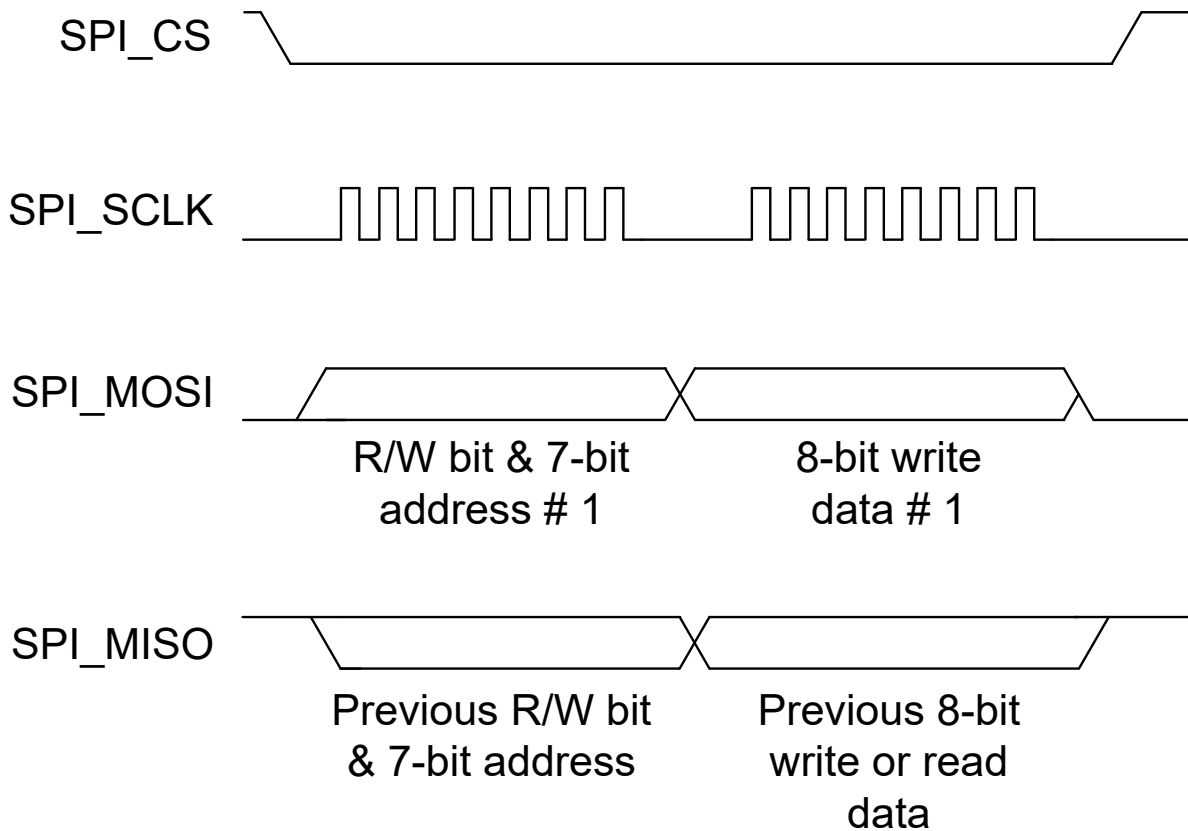 SPI_CS
SPI_SCLK
SPI_MOSI
R/W bit & 7-bit
address # 1
8-bit write
data # 1
SPI_MISO
Previous R/W bit
& 7-bit address
Previous 8-bit
write or read
data